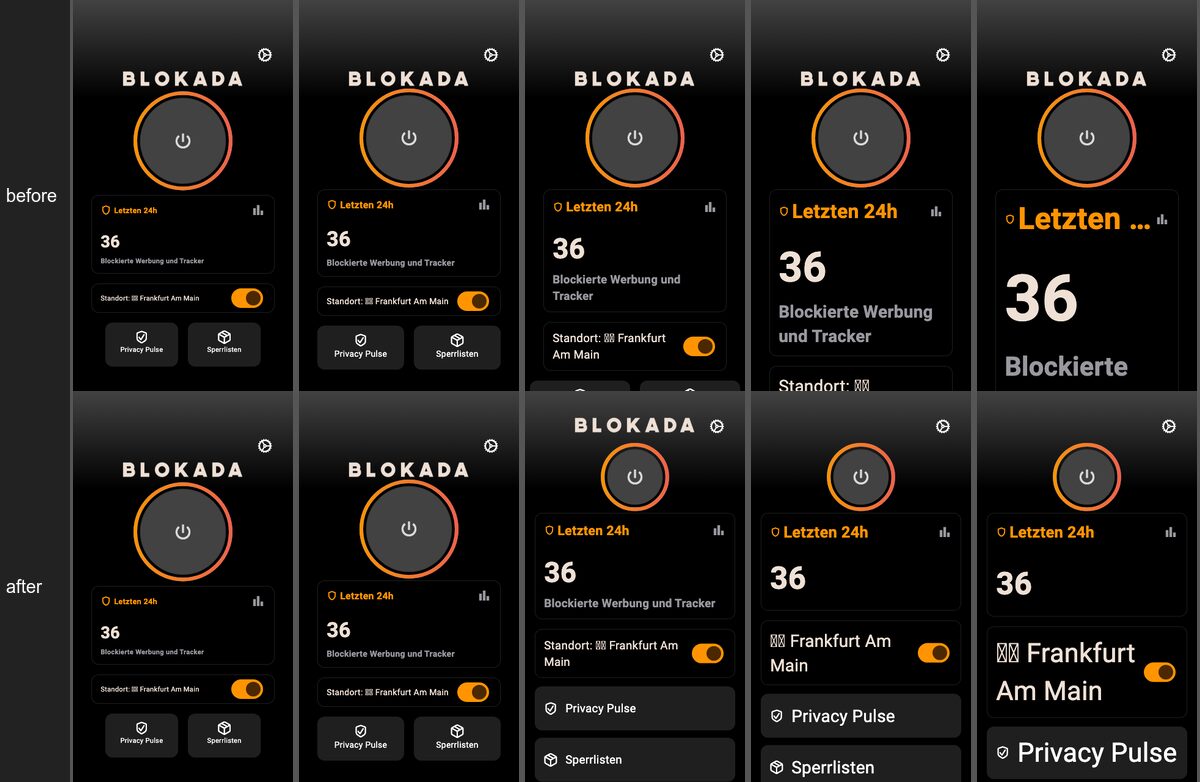 before
BLOKADA
Letzten 24h
36
Blockierte Werbung und Tracker
Standort: Frankfurt Am Main
Privacy Pulse
Sperrlisten
BLOKADA
Letzten 24h
36
Blockierte Werbung und Tracker
Standort: Frankfurt Am Main
Privacy Pulse
Sperrlisten
BLOKADA
Letzten 24h
36
Blockierte Werbung und
Tracker
Standort: Frankfurt
Am Main
BLOKADA
Letzten 24h
36
Blockierte Werbung
und Tracker
Standort:
BLOKADA
Letzten ...
36
Blockierte
after
BLOKADA
Letzten 24h
36
Blockierte Werbung und Tracker
Standort: Frankfurt Am Main
Privacy Pulse
Sperrlisten
BLOKADA
Letzten 24h
36
Blockierte Werbung und Tracker
Standort: Frankfurt Am Main
Privacy Pulse
Sperrlisten
BLOKADA
Letzten 24h
36
Blockierte Werbung und Tracker
Standort: Frankfurt Am
Main
Privacy Pulse
Sperrlisten
Letzten 24h
36
Frankfurt Am
Main
Privacy Pulse
Sperrlisten
Letzten 24h
36
Frankfurt
Am Main
Privacy Pulse